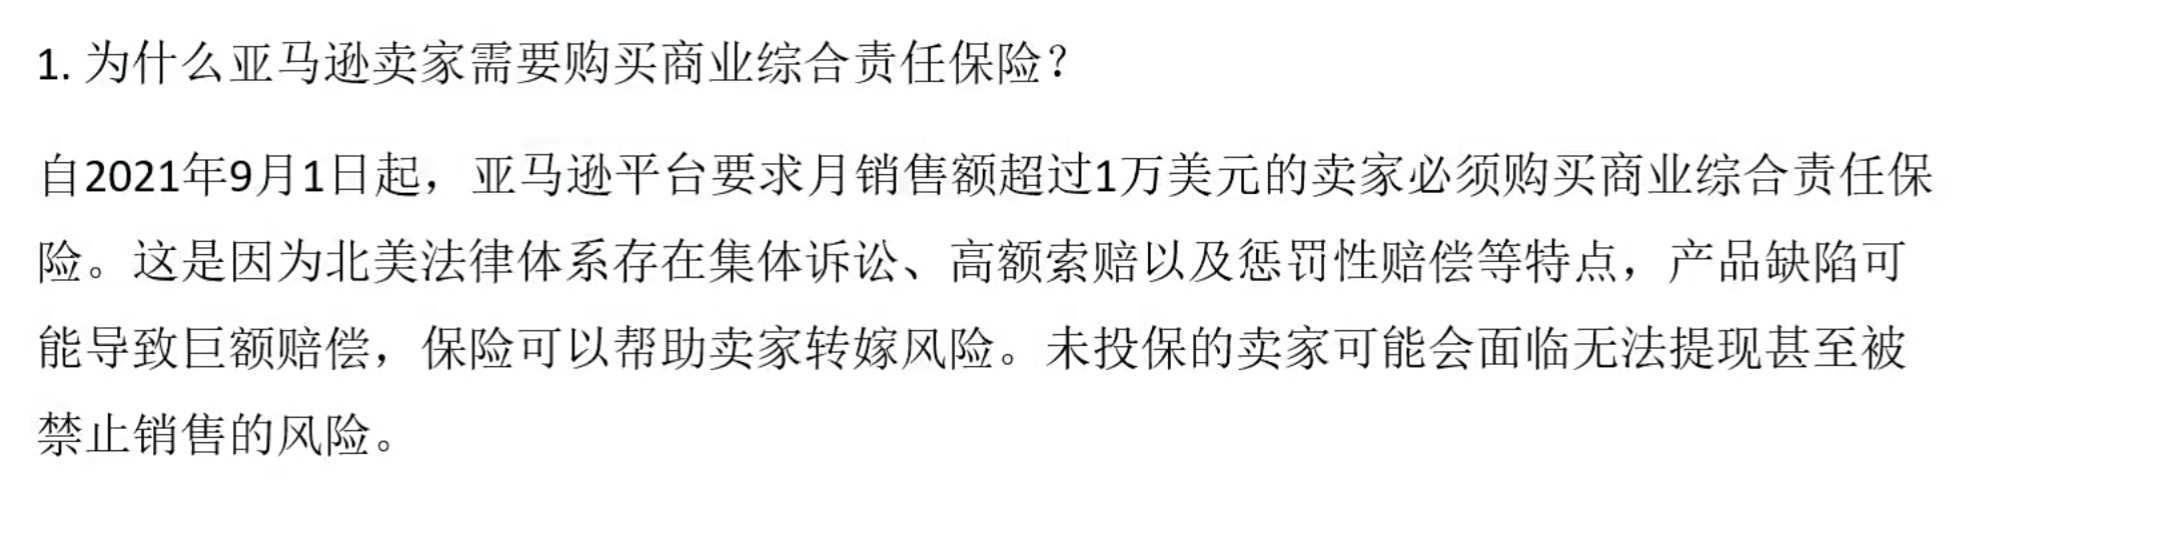 1. 为什么亚马逊卖家需要购买商业综合责任保险？
自2021年9月1日起，亚马逊平台要求月销售额超过1万美元的卖家必须购买商业综合责任保
险。这是因为北美法律体系存在集体诉讼、高额索赔以及惩罚性赔偿等特点，产品缺陷可
能导致巨额赔偿，保险可以帮助卖家转嫁风险。未投保的卖家可能会面临无法提现甚至被
禁止销售的风险。